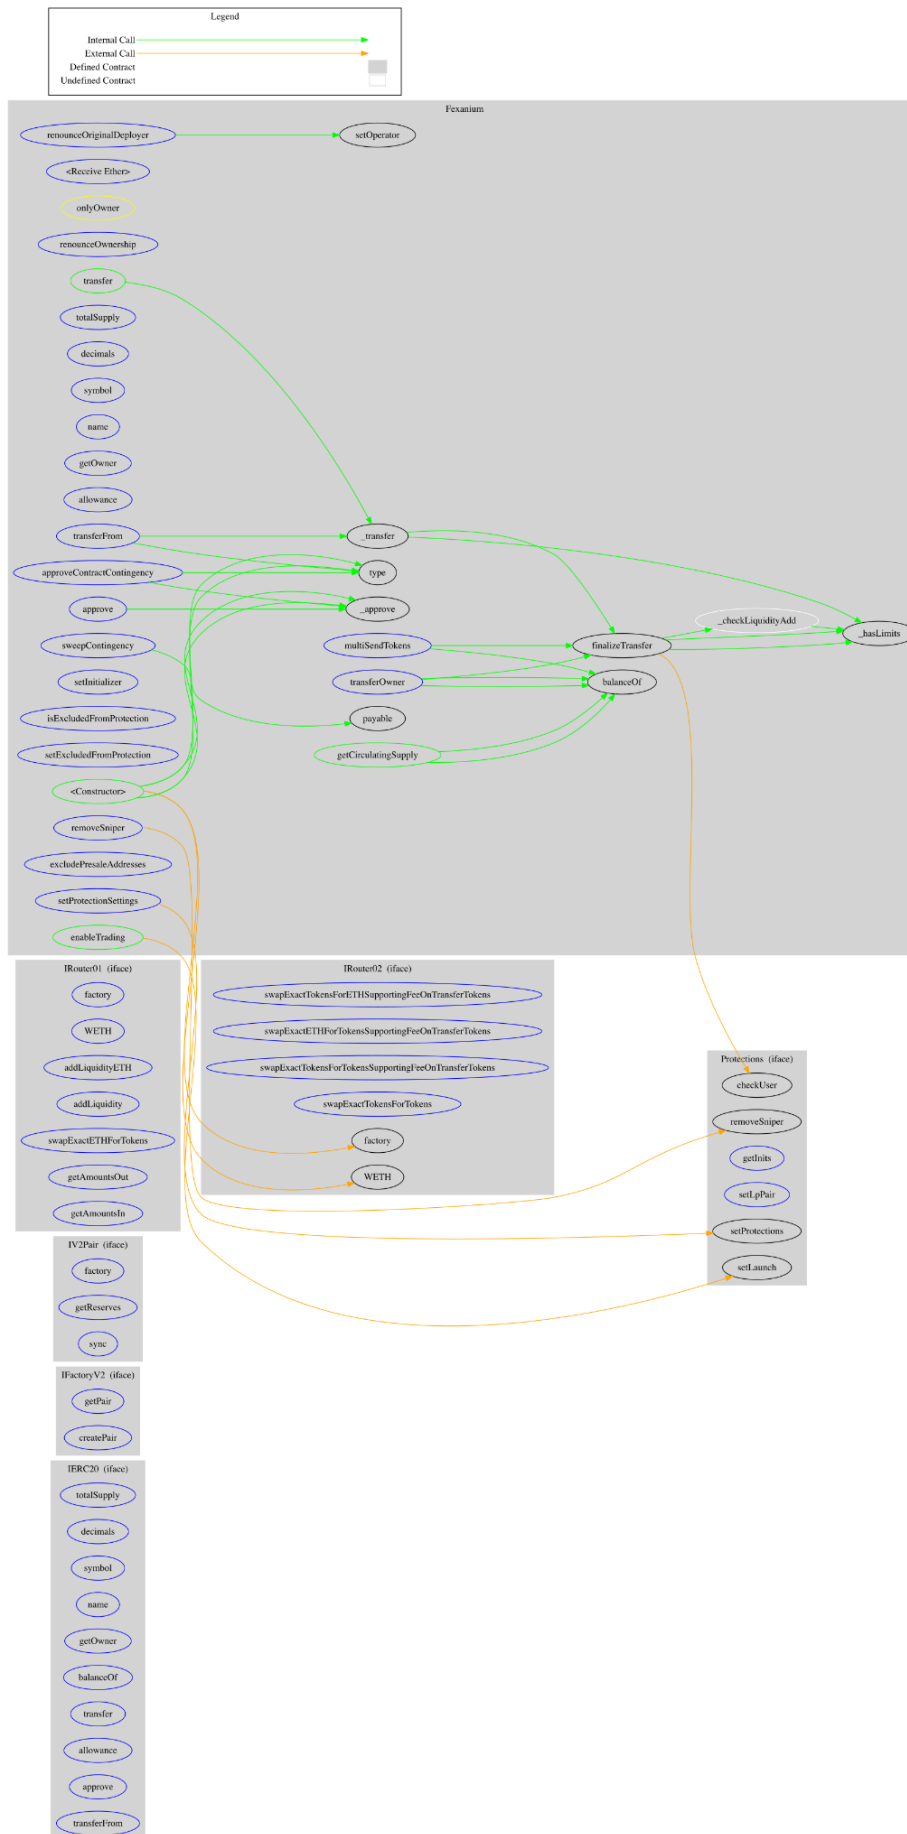 Legend
Internal Call
External Call
Defined Contract
Undefined Contract
Fexanium
renounceOriginalDeployer
setOperator
<Receive Ether>
onlyOwner
renounceOwnership
transfer
totalSupply
decimals
symbol
name
getOwner
allowance
transferFrom
_transfer
approveContractContingency
type
approve
_approve
_checkLiquidityAdd
_hasLimits
sweepContingency
multiSendTokens
finalizeTransfer
setInitializer
transferOwner
balanceOf
isExcludedFromProtection
payable
setExcludedFromProtection
getCirculatingSupply
<Constructor>
removeSniper
excludePresaleAddresses
setProtectionSettings
enableTrading
IRouter01 (iface)
factory
WETH
addLiquidityETH
addLiquidity
swapExactETHForTokens
getAmountsOut
getAmountsIn
IRouter02 (iface)
swapExactTokensForETHSupportingFeeOnTransferTokens
swapExactETHForTokensSupportingFeeOnTransferTokens
swapExactTokensForTokensSupportingFeeOnTransferTokens
swapExactTokensForTokens
factory
WETH
Protections (iface)
checkUser
removeSniper
getInits
setLpPair
setProtections
setLaunch
IV2Pair (iface)
factory
getReserves
sync
IFactoryV2 (iface)
getPair
createPair
IERC20 (iface)
totalSupply
decimals
symbol
name
getOwner
balanceOf
transfer
allowance
approve
transferFrom